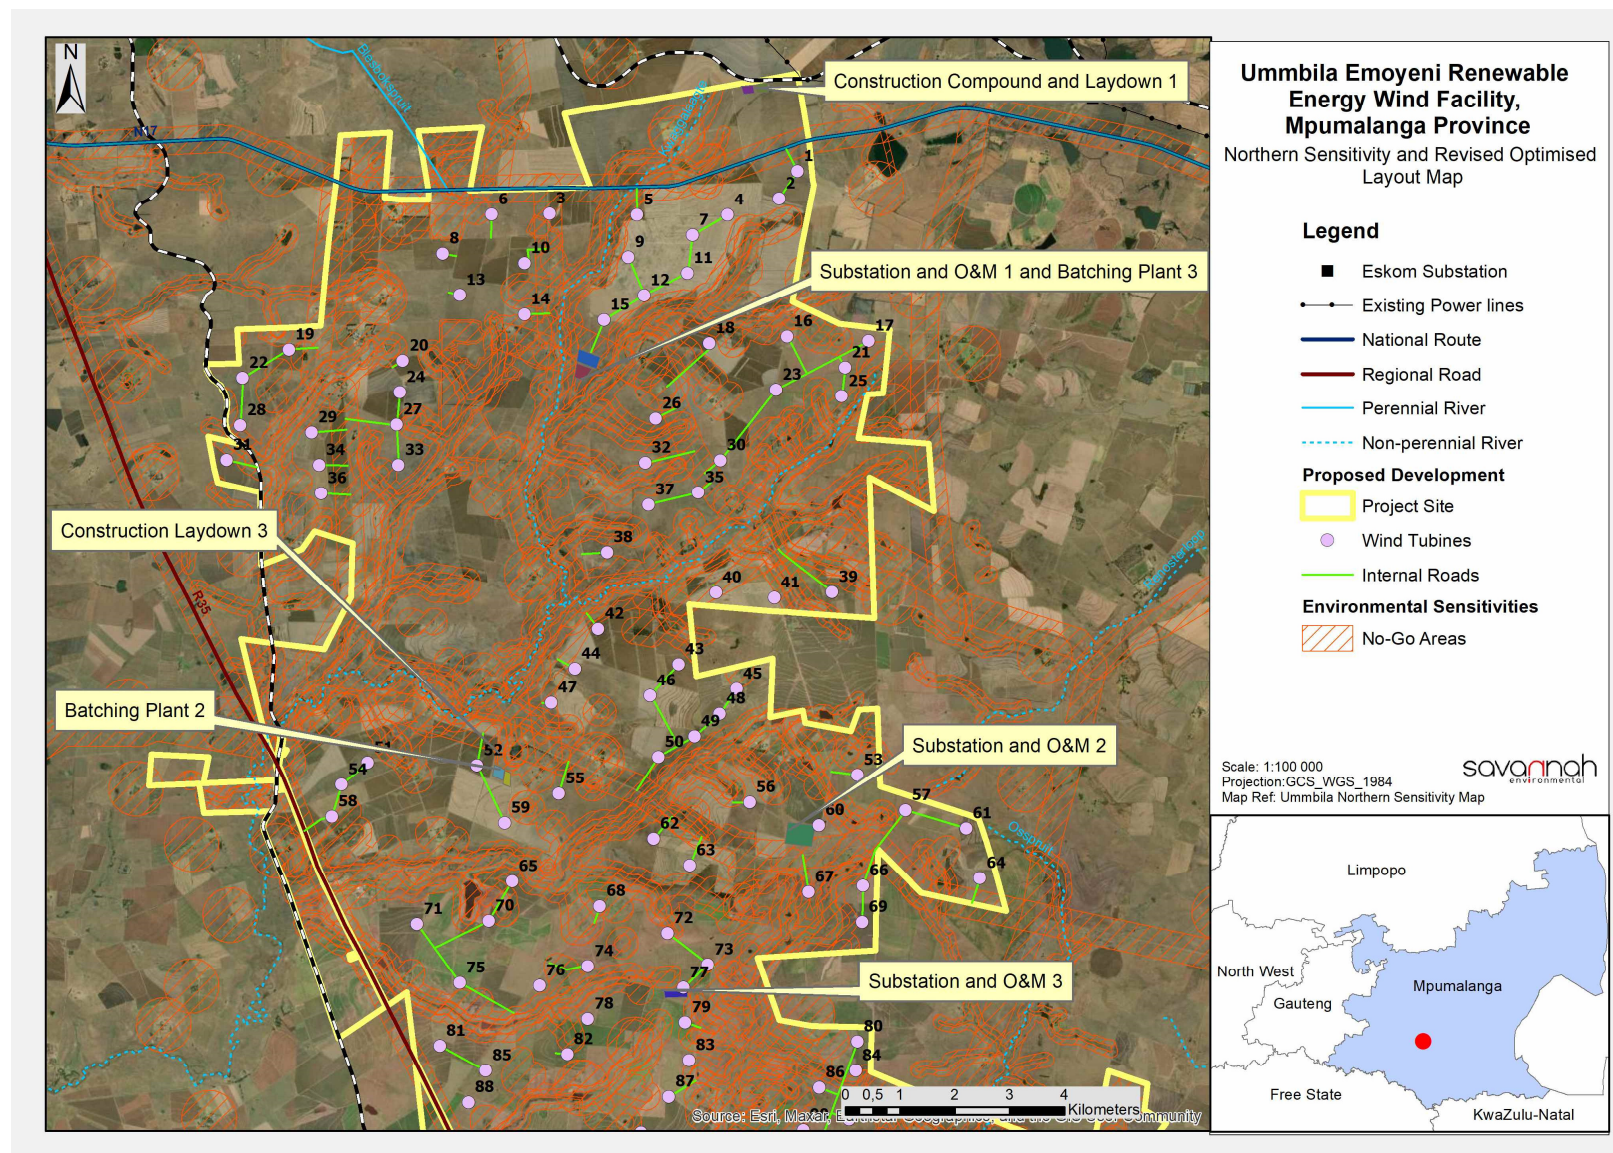 N
Construction Compound and Laydown 1
Blesbokspruit
N17
1
2
6
3
5
4
7
8
10
9
11
Substation and O&M 1 and Batching Plant 3
13
12
14
15
16
17
18
19
20
21
22
23
24
25
26
27
28
29
30
31
32
33
34
35
36
37
Construction Laydown 3
38
R35
40
41
39
42
43
44
45
46
47
48
49
50
Batching Plant 2
Substation and O&M 2
51
52
53
54
55
56
57
58
59
60
61
Osspruit
62
63
64
65
66
67
68
69
70
71
72
73
74
75
76
77
Substation and O&M 3
78
79
80
81
82
83
84
85
86
87
88
0 0,5 1 2 3 4
Kilometers
Source: Esri, Maxar,
Ummbila Emoyeni Renewable
Energy Wind Facility,
Mpumalanga Province
Northern Sensitivity and Revised Optimised
Layout Map
Legend
Eskom Substation
Existing Power lines
National Route
Regional Road
Perennial River
Non-perennial River
Proposed Development
Project Site
Wind Tubines
Internal Roads
Environmental Sensitivities
No-Go Areas
Scale: 1:100 000
Projection:GCS_WGS_1984
Map Ref: Ummbila Northern Sensitivity Map
savannah
environmental
Limpopo
North West
Gauteng
Mpumalanga
Free State
KwaZulu-Natal